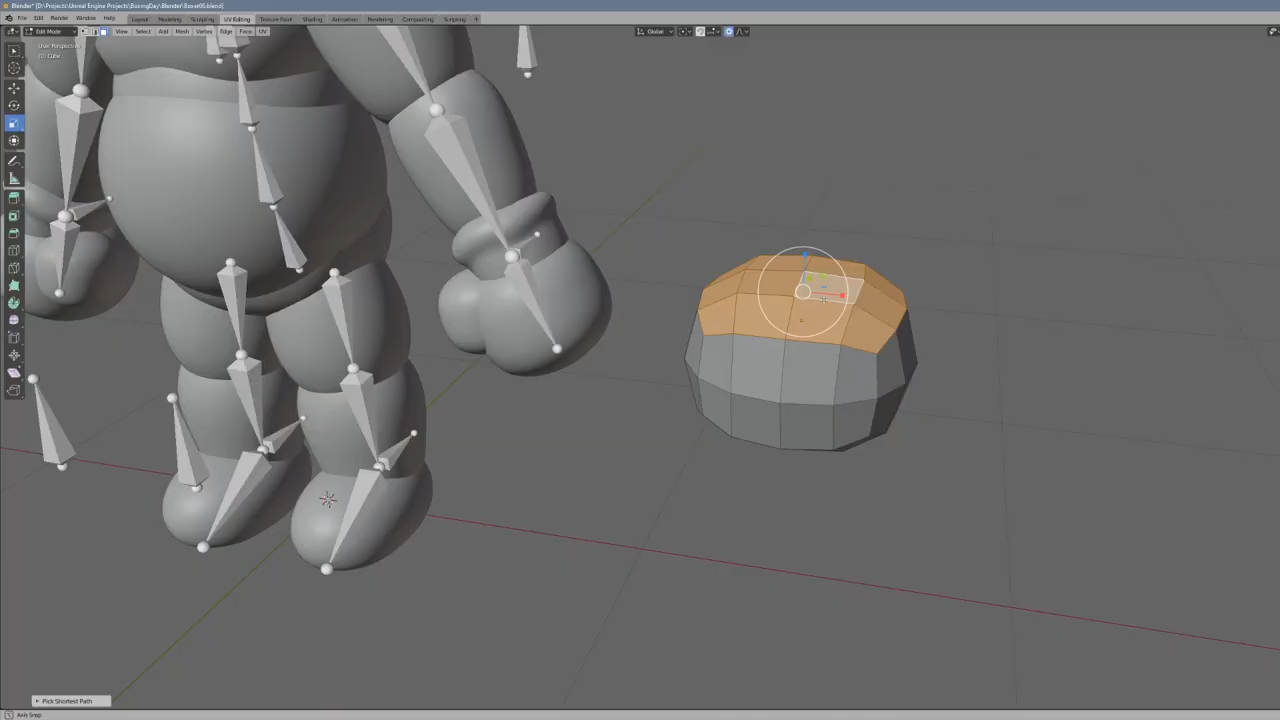 Blender* [D:\Projects\Unreal Engine Projects\BoxingDay\Blender\Boxer06.blend]
File Edit Render Window Help Layout Modeling Sculpting UV Editing Texture Paint Shading Animation Rendering Compositing Scripting +
Edit Mode View Select Add Mesh Vertex Edge Face UV Global
User Perspective
(0) Cube
Pick Shortest Path
Axis Snap